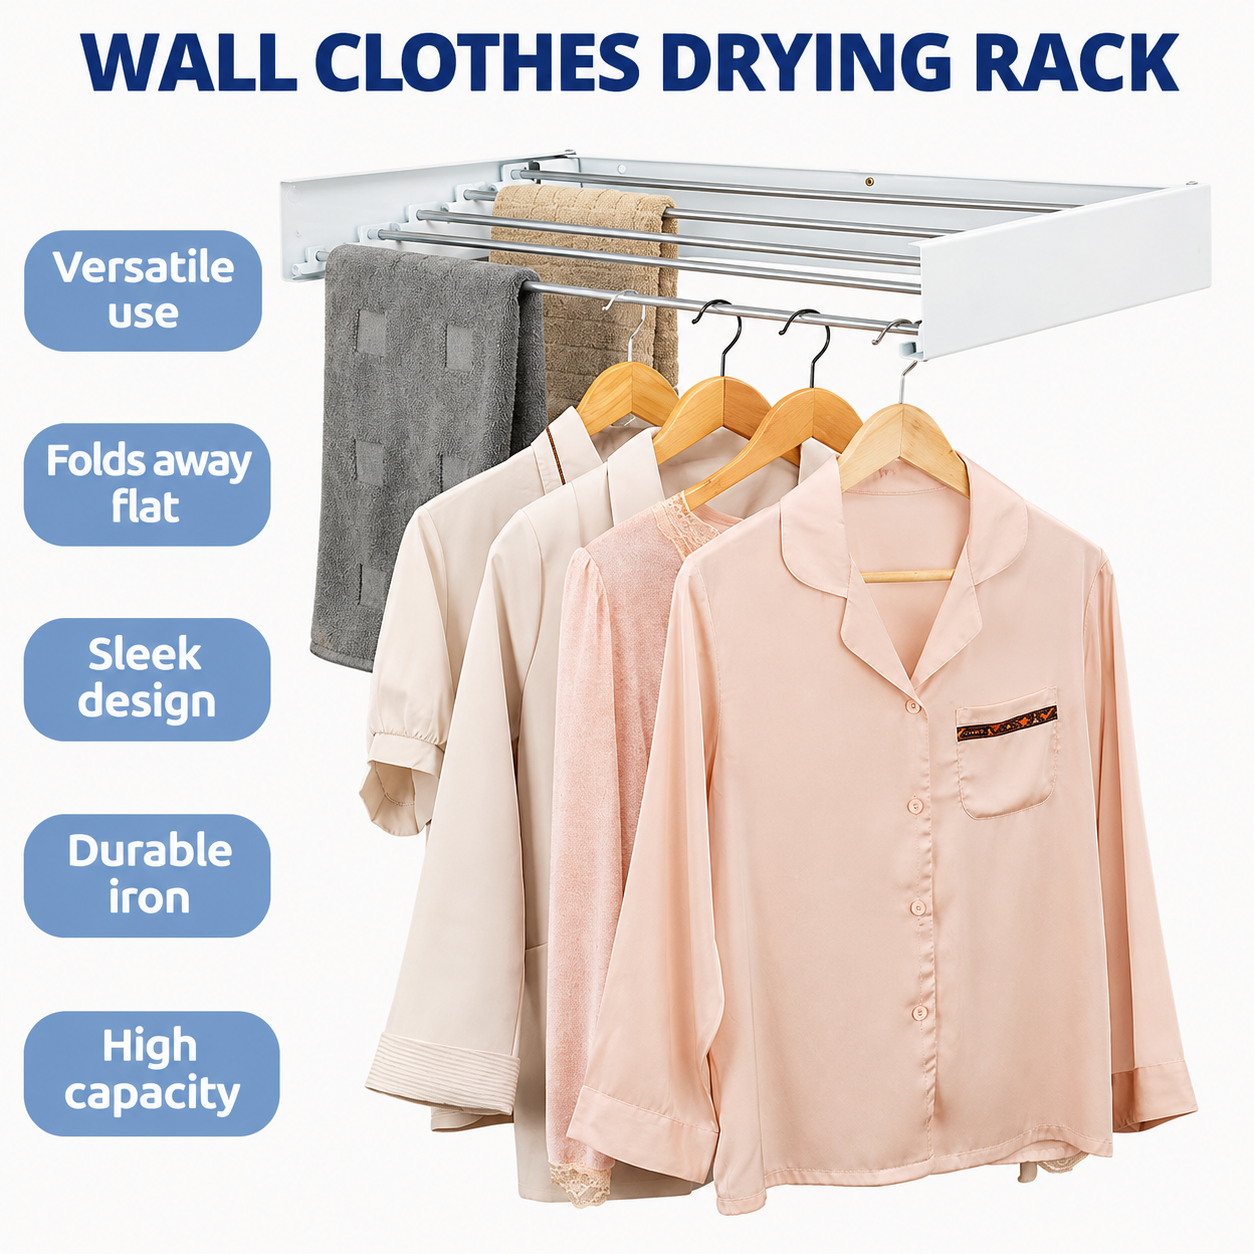 WALL CLOTHES DRYING RACK
Versatile
use
Folds away
flat
Sleek
design
Durable
iron
High
capacity